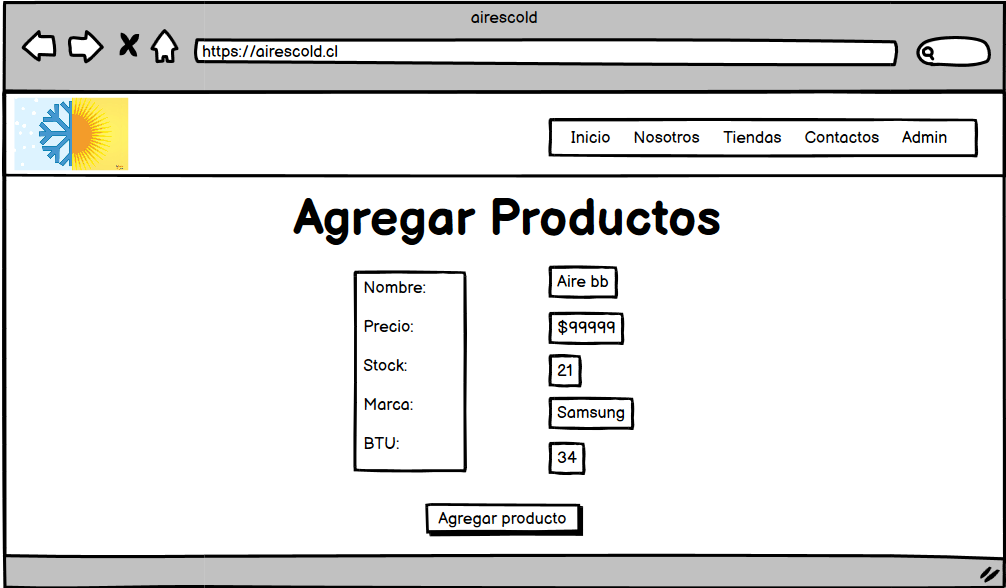 airescold
https://airescold.cl
Inicio Nosotros Tiendas Contactos Admin
Agregar Productos
Nombre: Aire bb
Precio: $99999
Stock: 21
Marca: Samsung
BTU: 34
Agregar producto